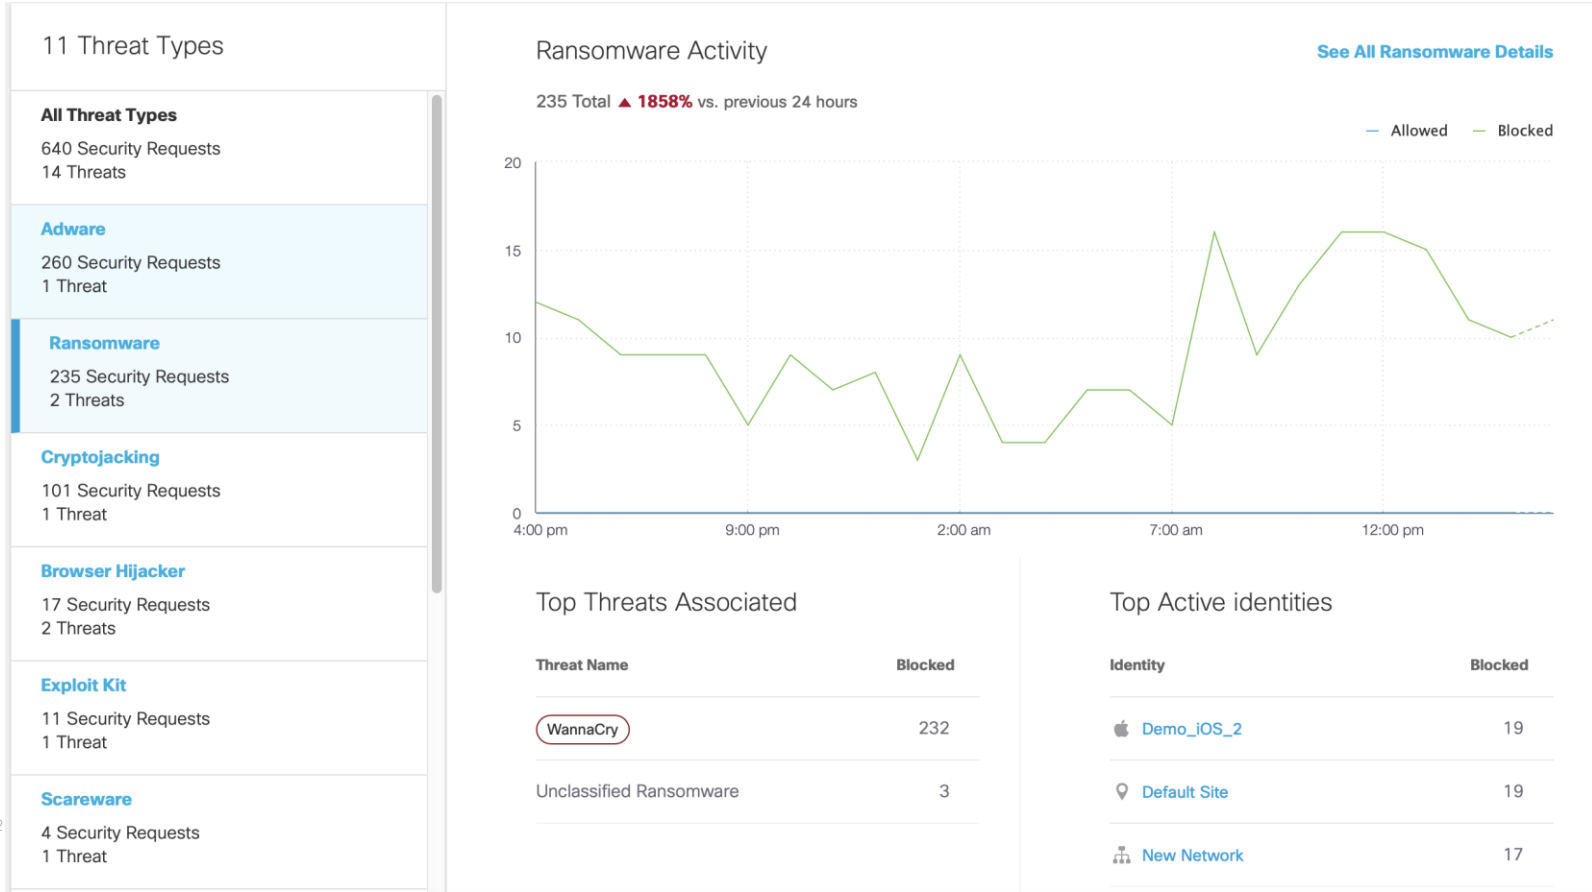 11 Threat Types
All Threat Types
640 Security Requests
14 Threats
Adware
260 Security Requests
1 Threat
Ransomware
235 Security Requests
2 Threats
Cryptojacking
101 Security Requests
1 Threat
Browser Hijacker
17 Security Requests
2 Threats
Exploit Kit
11 Security Requests
1 Threat
Scareware
4 Security Requests
1 Threat
Ransomware Activity
See All Ransomware Details
235 Total ▲ 1858% vs. previous 24 hours
Allowed Blocked
20
15
10
5
0
4:00 pm 9:00 pm 2:00 am 7:00 am 12:00 pm
Top Threats Associated
Threat Name Blocked
WannaCry 232
Unclassified Ransomware 3
Top Active identities
Identity Blocked
Demo_iOS_2 19
Default Site 19
New Network 17